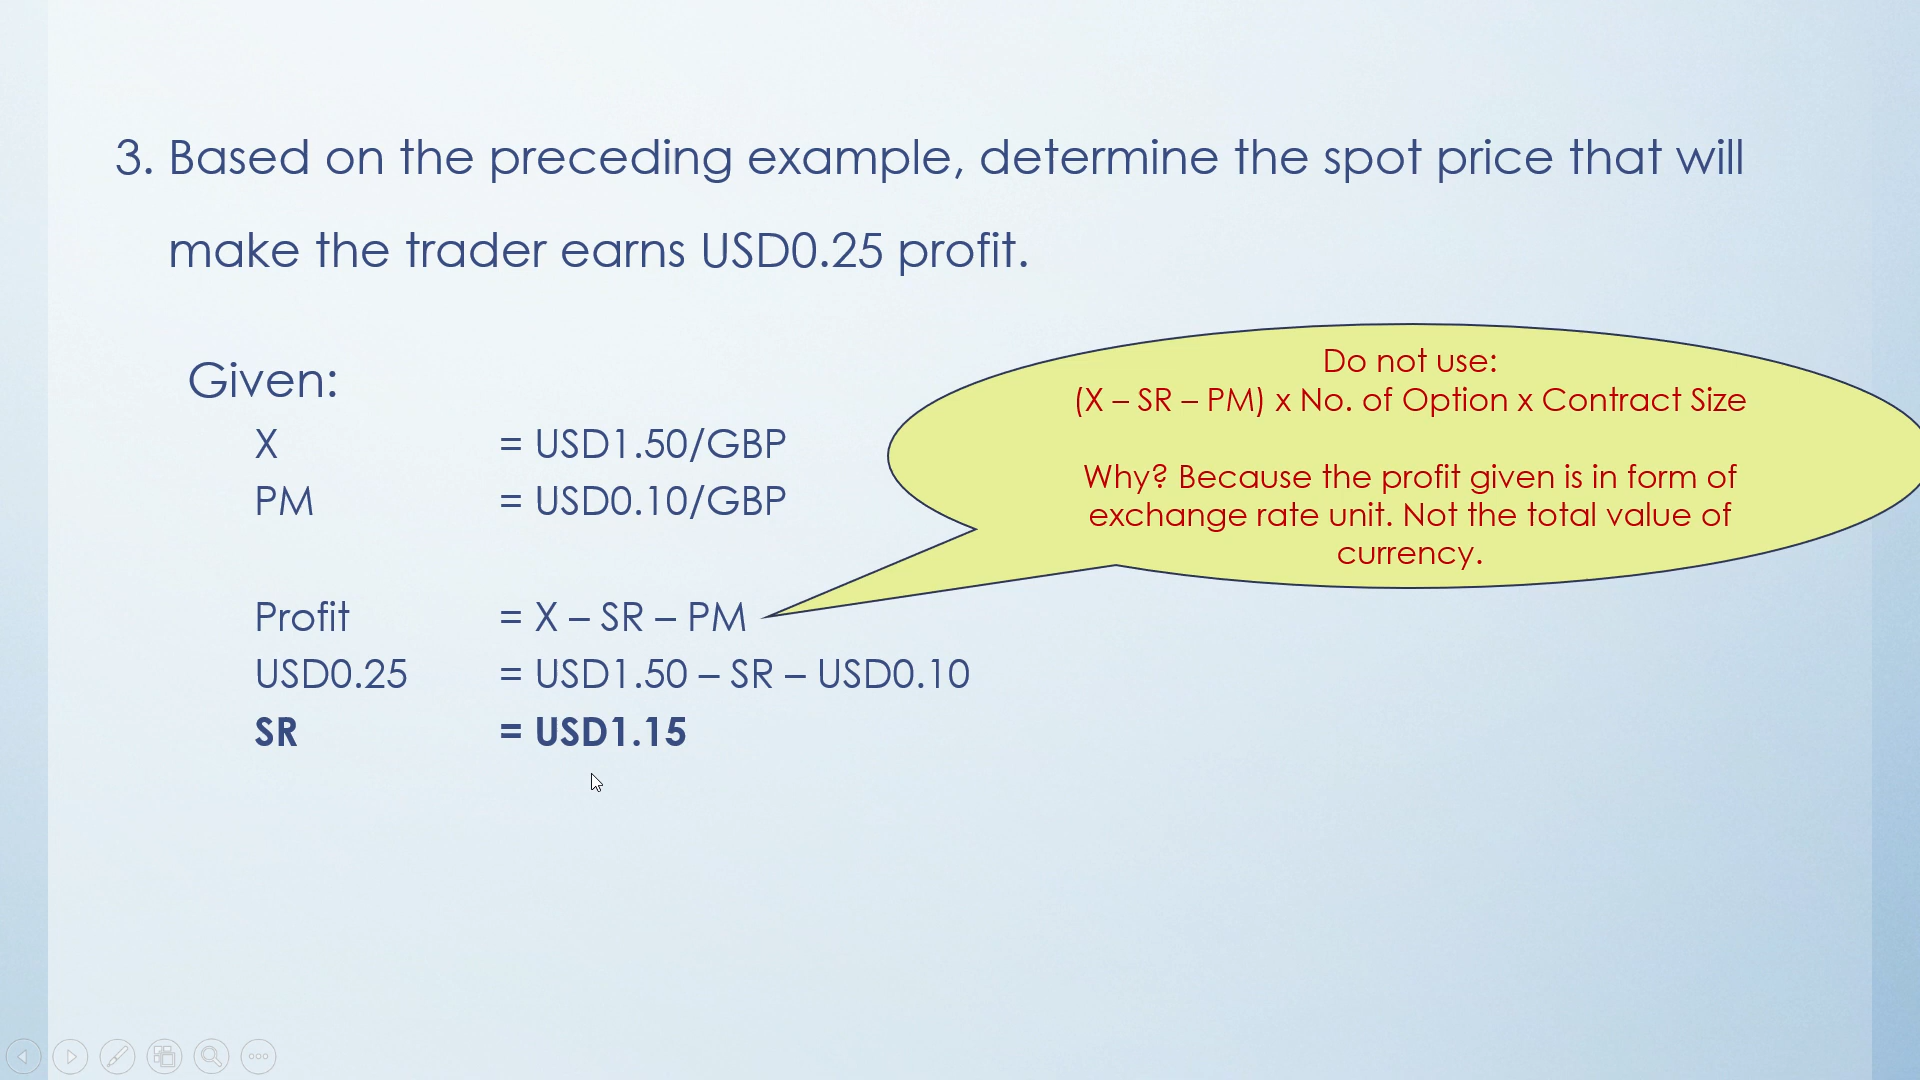 3. Based on the preceding example, determine the spot price that will
make the trader earns USD0.25 profit.
Given:
X = USD1.50/GBP
PM = USD0.10/GBP
Profit = X – SR – PM
USD0.25 = USD1.50 – SR – USD0.10
SR = USD1.15
Do not use:
(X – SR – PM) x No. of Option x Contract Size
Why? Because the profit given is in form of
exchange rate unit. Not the total value of
currency.